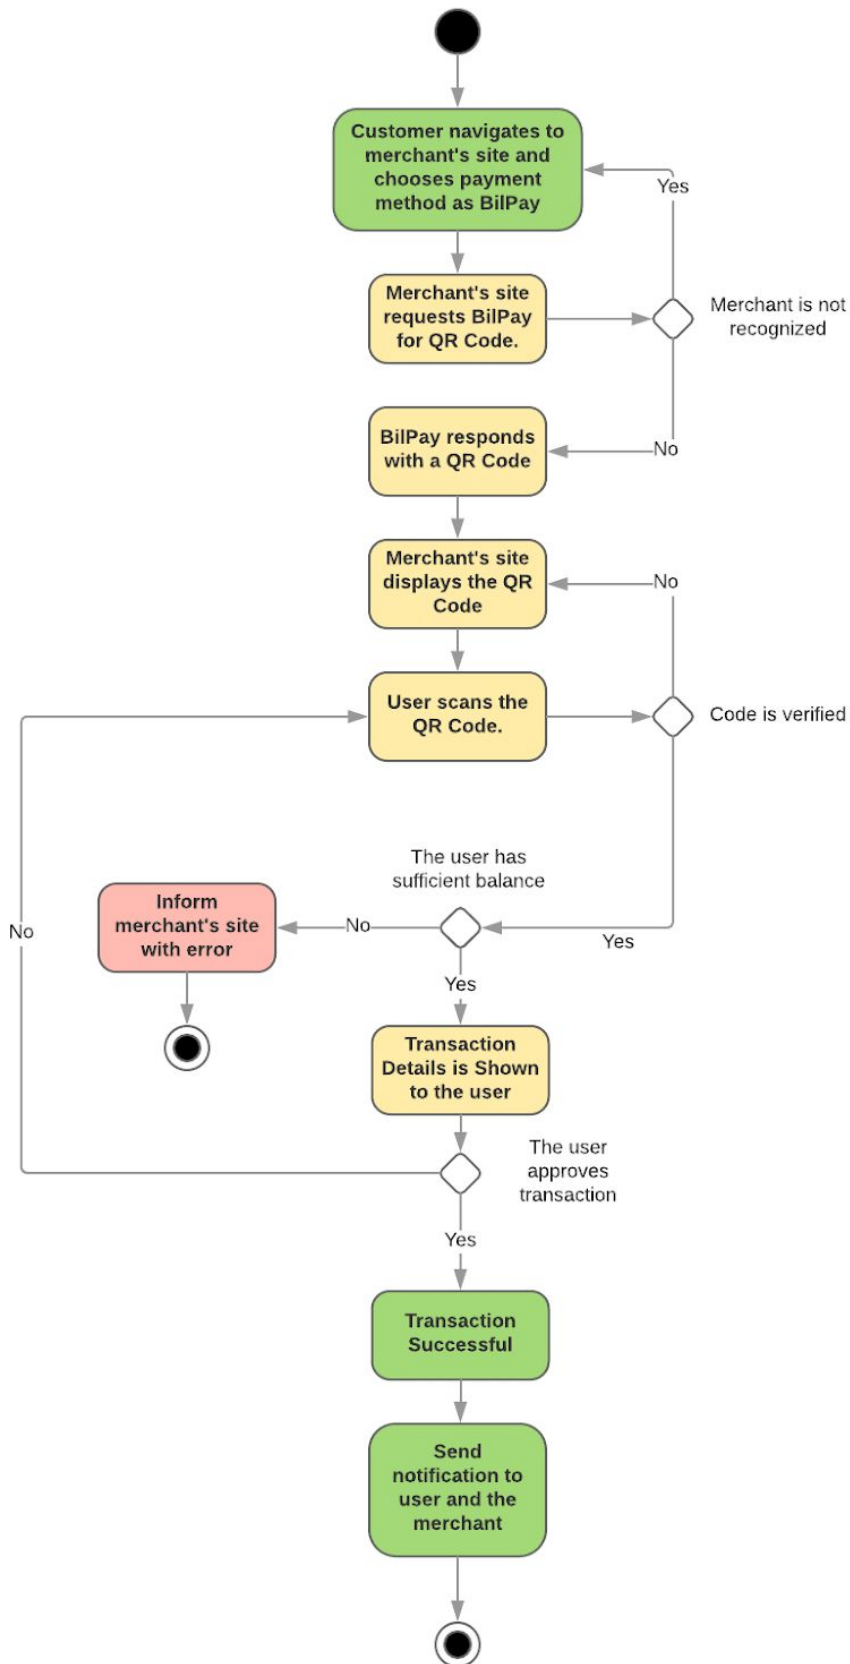 Customer navigates to
merchant's site and
chooses payment
method as BilPay
Yes
Merchant's site
requests BilPay
for QR Code.
Merchant is not
recognized
BilPay responds
with a QR Code
No
Merchant's site
displays the QR
Code
No
User scans the
QR Code.
Code is verified
The user has
sufficient balance
Inform
merchant's site
with error
No
No
Yes
Yes
Transaction
Details is Shown
to the user
The user
approves
transaction
Yes
Transaction
Successful
Send
notification to
user and the
merchant